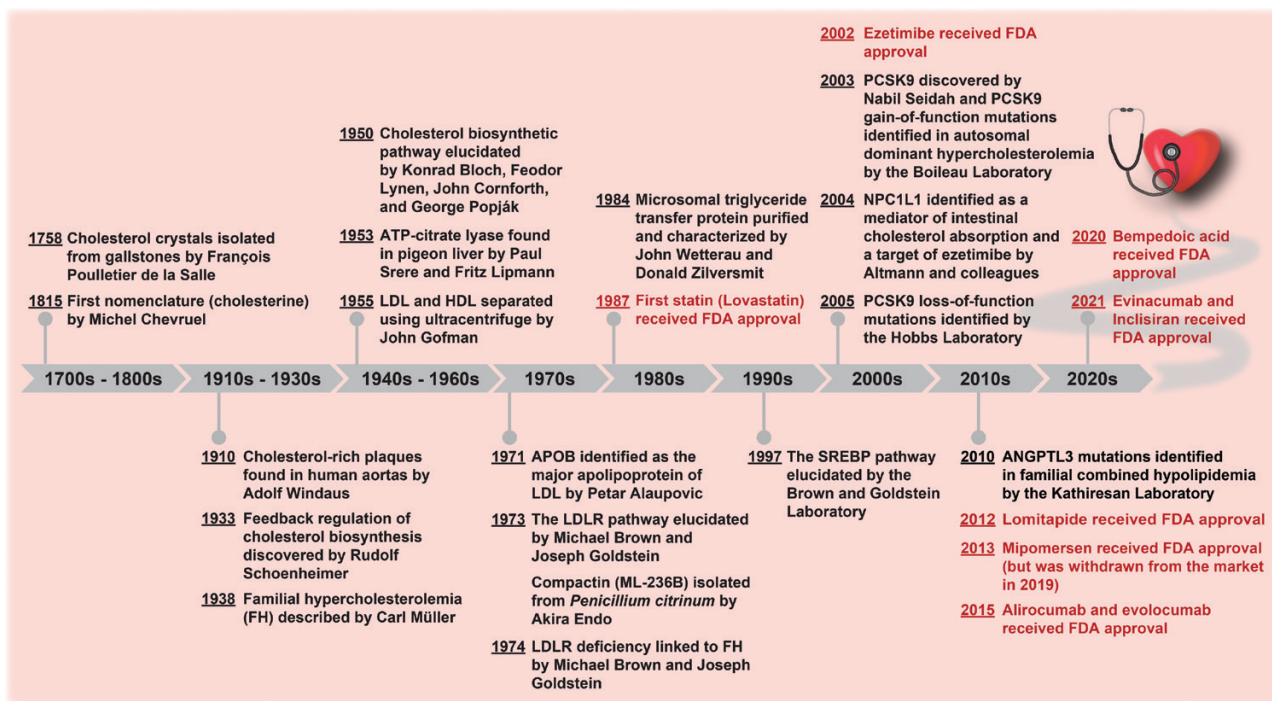 1758 Cholesterol crystals isolated
from gallstones by François
Poulletier de la Salle
1815 First nomenclature (cholesterine)
by Michel Chevruel
1950 Cholesterol biosynthetic
pathway elucidated
by Konrad Bloch, Feodor
Lynen, John Cornforth,
and George Popják
1953 ATP-citrate lyase found
in pigeon liver by Paul
Srere and Fritz Lipmann
1955 LDL and HDL separated
using ultracentrifuge by
John Gofman
1984 Microsomal triglyceride
transfer protein purified
and characterized by
John Wetterau and
Donald Zilversmit
1987 First statin (Lovastatin)
received FDA approval
2002 Ezetimibe received FDA
approval
2003 PCSK9 discovered by
Nabil Seidah and PCSK9
gain-of-function mutations
identified in autosomal
dominant hypercholesterolemia
by the Boileau Laboratory
2004 NPC1L1 identified as a
mediator of intestinal
cholesterol absorption and
a target of ezetimibe by
Altmann and colleagues
2005 PCSK9 loss-of-function
mutations identified by
the Hobbs Laboratory
2020 Bempedoic acid
received FDA
approval
2021 Evinacumab and
Inclisiran received
FDA approval
1700s - 1800s
1910s - 1930s
1940s - 1960s
1970s
1980s
1990s
2000s
2010s
2020s
1910 Cholesterol-rich plaques
found in human aortas by
Adolf Windaus
1933 Feedback regulation of
cholesterol biosynthesis
discovered by Rudolf
Schoenheimer
1938 Familial hypercholesterolemia
(FH) described by Carl Müller
1971 APOB identified as the
major apolipoprotein of
LDL by Petar Alaupovic
1973 The LDLR pathway elucidated
by Michael Brown and
Joseph Goldstein
Compactin (ML-236B) isolated
from Penicillium citrinum by
Akira Endo
1974 LDLR deficiency linked to FH
by Michael Brown and Joseph
Goldstein
1997 The SREBP pathway
elucidated by the
Brown and Goldstein
Laboratory
2010 ANGPTL3 mutations identified
in familial combined hypolipidemia
by the Kathiresan Laboratory
2012 Lomitapide received FDA approval
2013 Mipomersen received FDA approval
(but was withdrawn from the market
in 2019)
2015 Alirocumab and evolocumab
received FDA approval